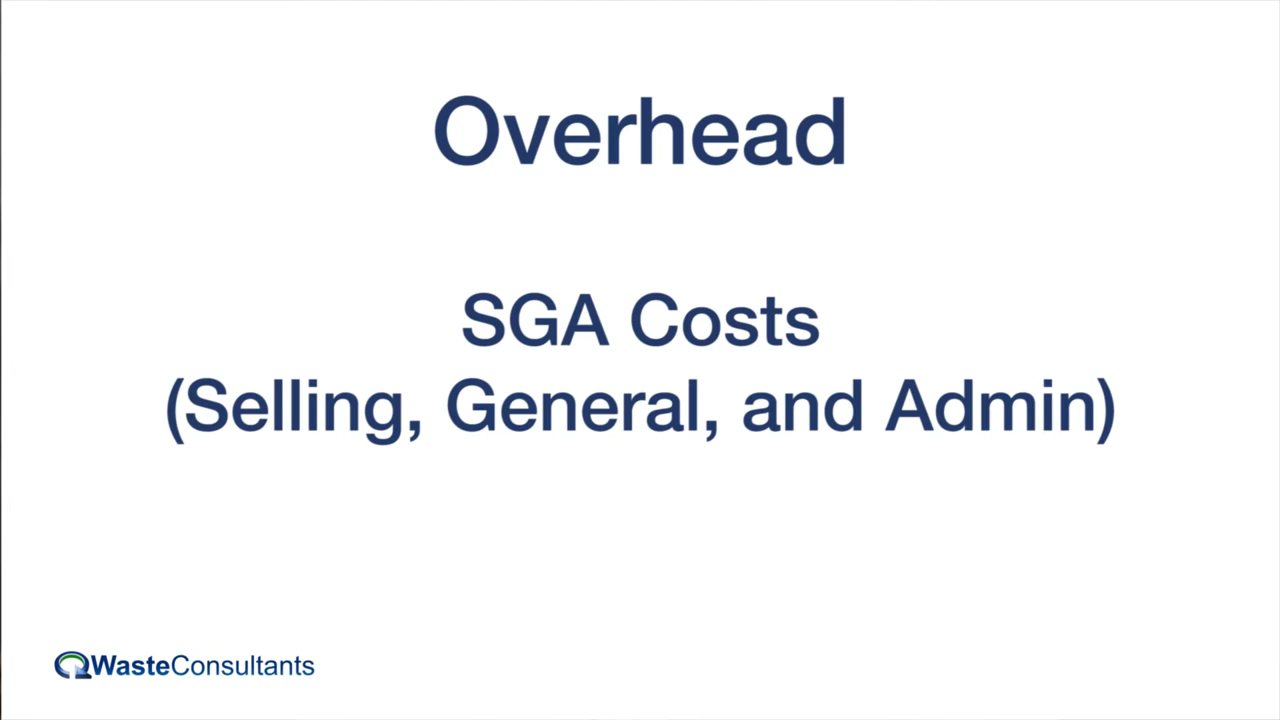 Overhead
SGA Costs
(Selling, General, and Admin)
WasteConsultants